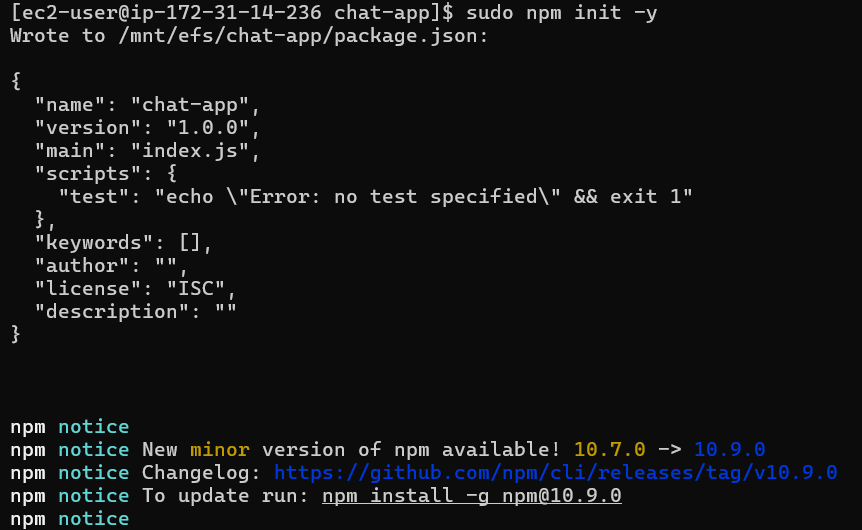 [ec2-user@ip-172-31-14-236 chat-app]$ sudo npm init -y
Wrote to /mnt/efs/chat-app/package.json:
{
  "name": "chat-app",
  "version": "1.0.0",
  "main": "index.js",
  "scripts": {
    "test": "echo \"Error: no test specified\" && exit 1"
  },
  "keywords": [],
  "author": "",
  "license": "ISC",
  "description": ""
}
npm notice
npm notice New minor version of npm available! 10.7.0 -> 10.9.0
npm notice Changelog: https://github.com/npm/cli/releases/tag/v10.9.0
npm notice To update run: npm install -g npm@10.9.0
npm notice